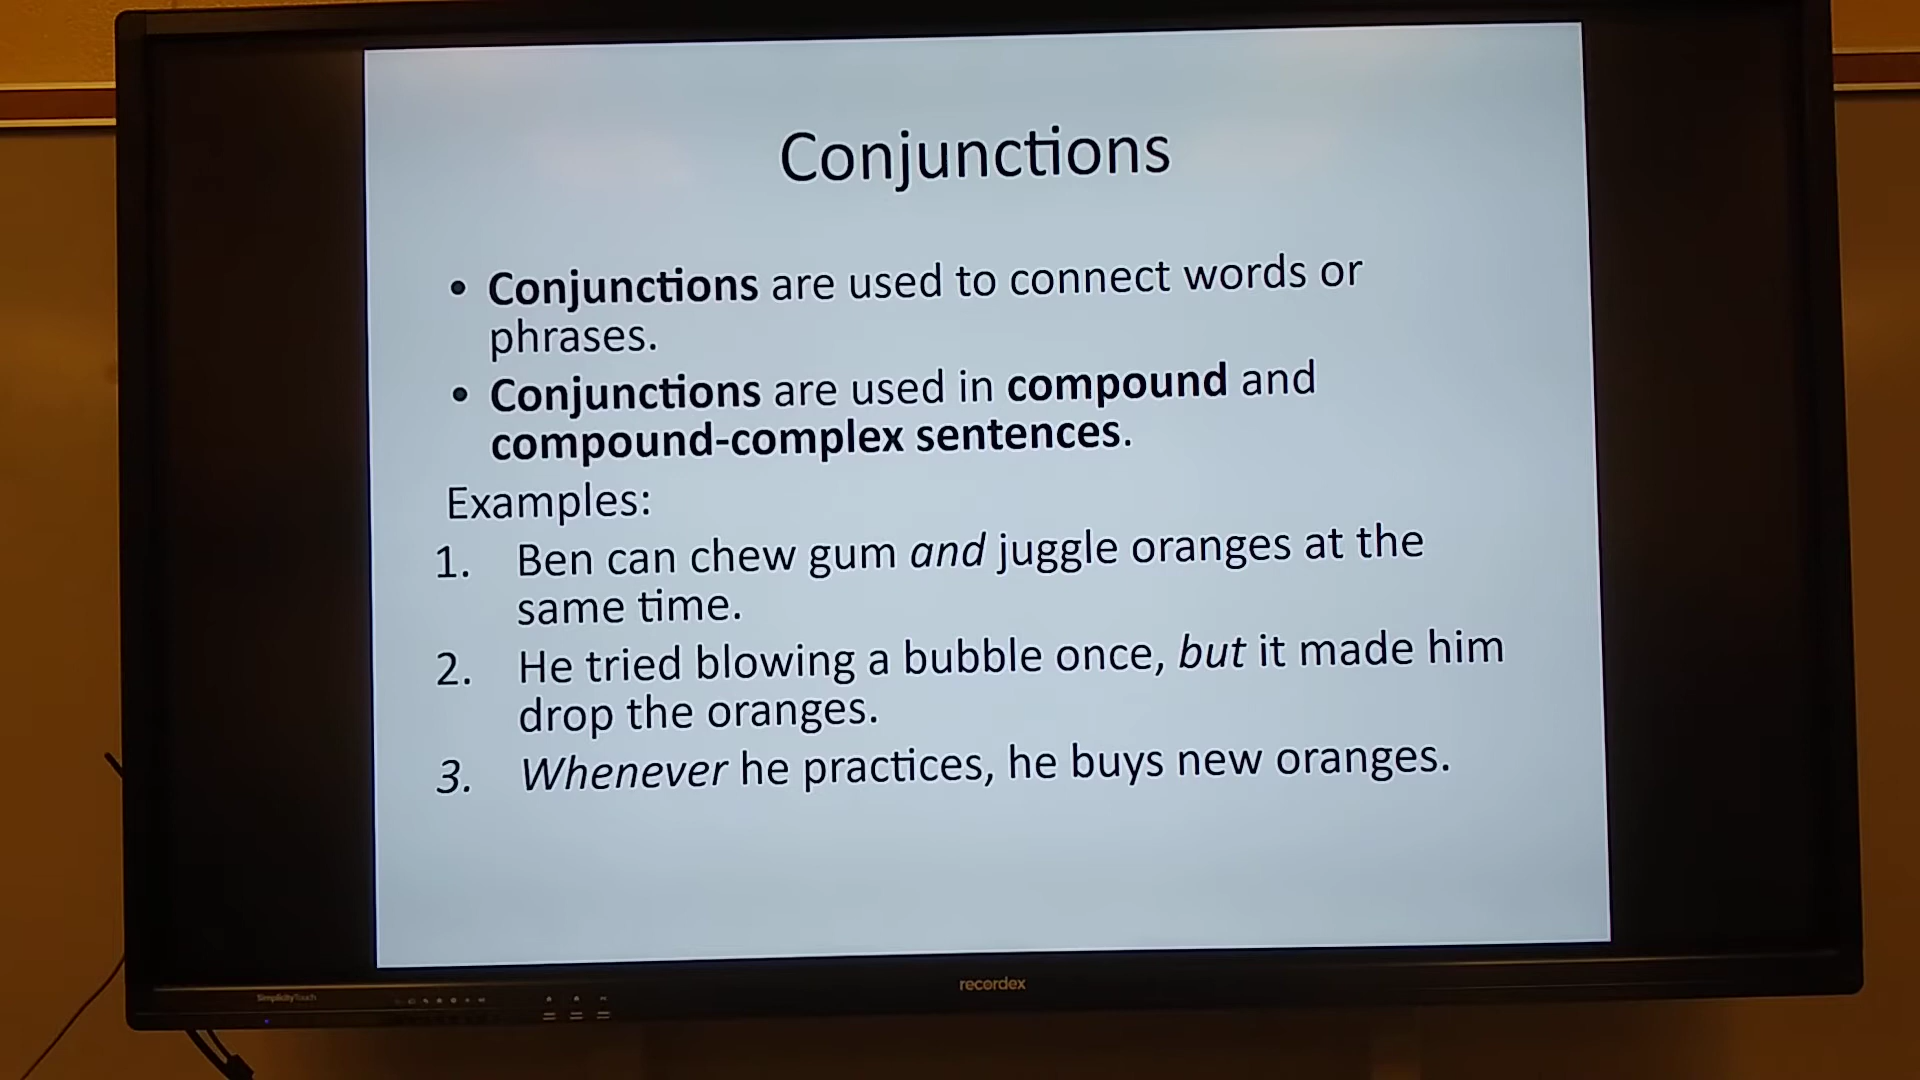 Conjunctions
• Conjunctions are used to connect words or
phrases.
• Conjunctions are used in compound and
compound-complex sentences.
Examples:
1. Ben can chew gum and juggle oranges at the
same time.
2. He tried blowing a bubble once, but it made him
drop the oranges.
3. Whenever he practices, he buys new oranges.
recordex
SimplicityTouch